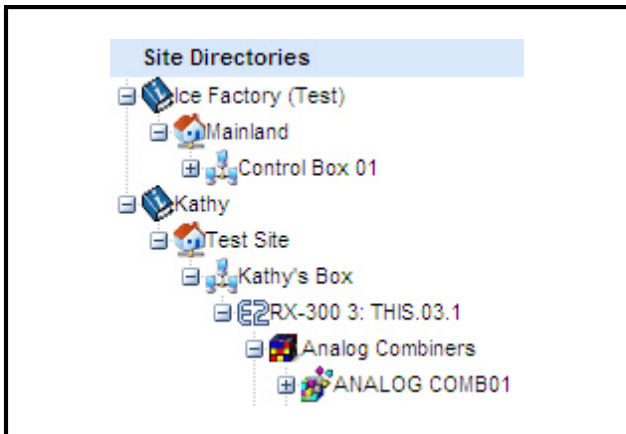 Site Directories
Ice Factory (Test)
Mainland
Control Box 01
Kathy
Test Site
Kathy's Box
E2 RX-300 3: THIS.03.1
Analog Combiners
ANALOG COMB01